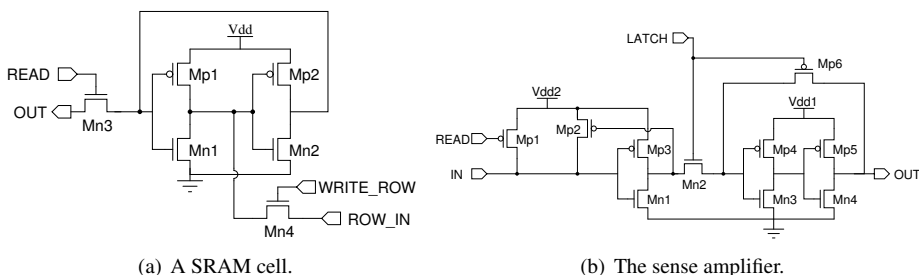 Vdd
READ
Mp1
Mp2
OUT
Mn3
Mn1
Mn2
WRITE_ROW
ROW_IN
Mn4
(a) A SRAM cell.
LATCH
Mp6
Vdd2
Vdd1
READ
Mp1
Mp2
Mp3
Mp4
Mp5
IN
Mn2
OUT
Mn1
Mn3
Mn4
(b) The sense amplifier.